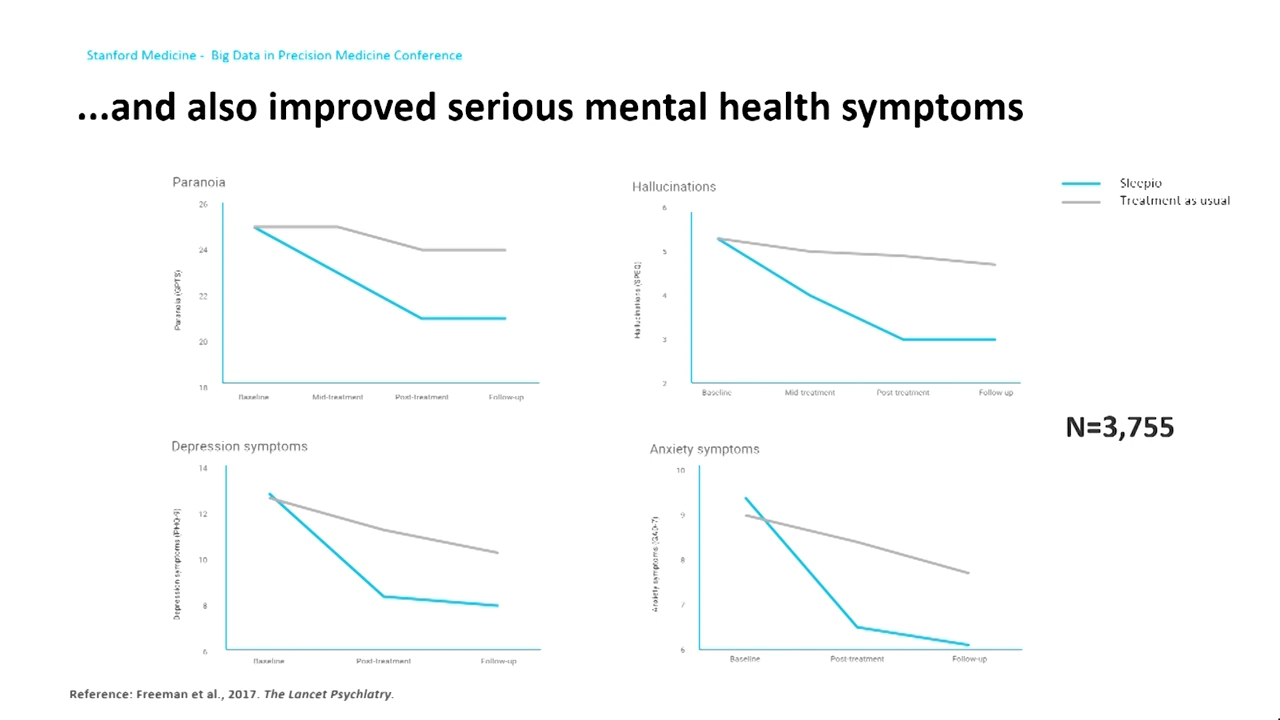 Stanford Medicine - Big Data in Precision Medicine Conference
...and also improved serious mental health symptoms
Paranoia
26
24
22
20
18
Paranoia (GPTS)
Baseline
Mid-treatment
Post-treatment
Follow-up
Hallucinations
6
5
4
3
2
Hallucinations (SPEQ)
Baseline
Mid treatment
Post treatment
Follow up
Sleepio
Treatment as usual
N=3,755
Depression symptoms
14
12
10
8
6
Depression symptoms (PHQ-9)
Baseline
Post-treatment
Follow-up
Anxiety symptoms
10
9
8
7
6
Anxiety symptoms (GAD-7)
Baseline
Post-treatment
Follow-up
Reference: Freeman et al., 2017. The Lancet Psychiatry.